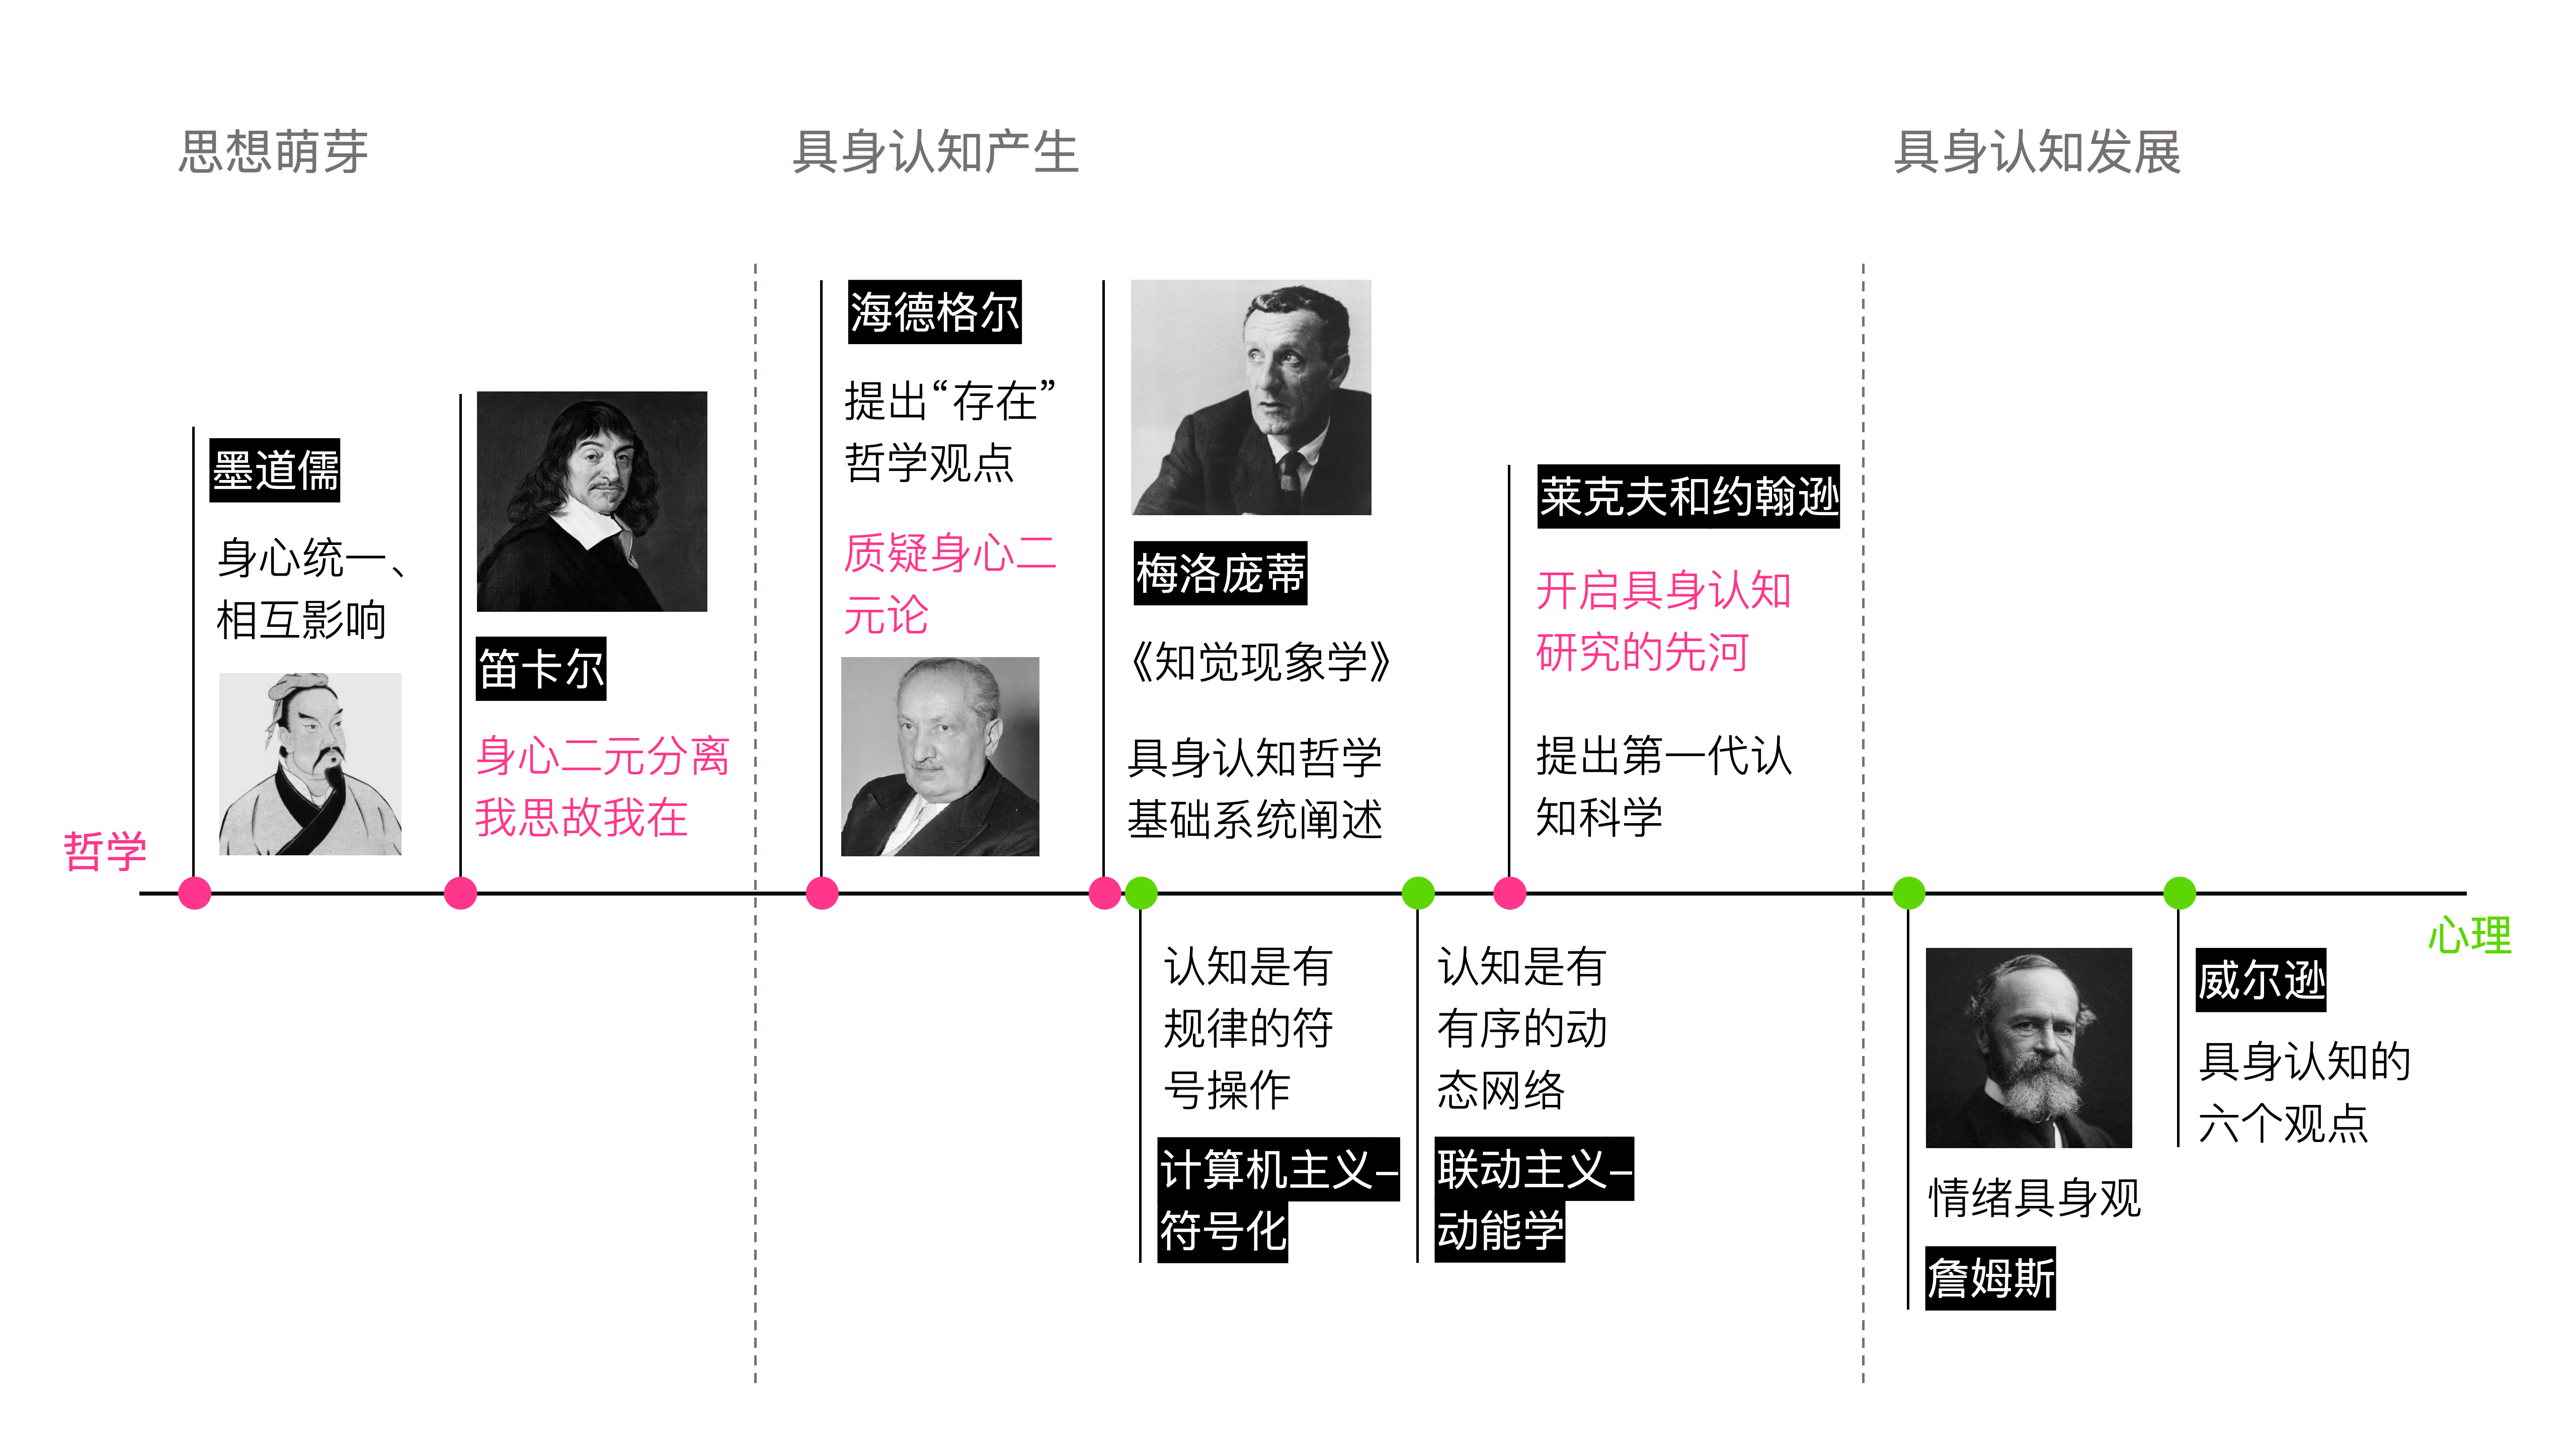 思想萌芽
具身认知产生
具身认知发展
墨道儒
身心统一、
相互影响
笛卡尔
身心二元分离
我思故我在
海德格尔
提出“存在”
哲学观点
质疑身心二
元论
梅洛庞蒂
《知觉现象学》
具身认知哲学
基础系统阐述
莱克夫和约翰逊
开启具身认知
研究的先河
提出第一代认
知科学
哲学
心理
认知是有
规律的符
号操作
计算机主义–
符号化
认知是有
有序的动
态网络
联动主义–
动能学
情绪具身观
詹姆斯
威尔逊
具身认知的
六个观点